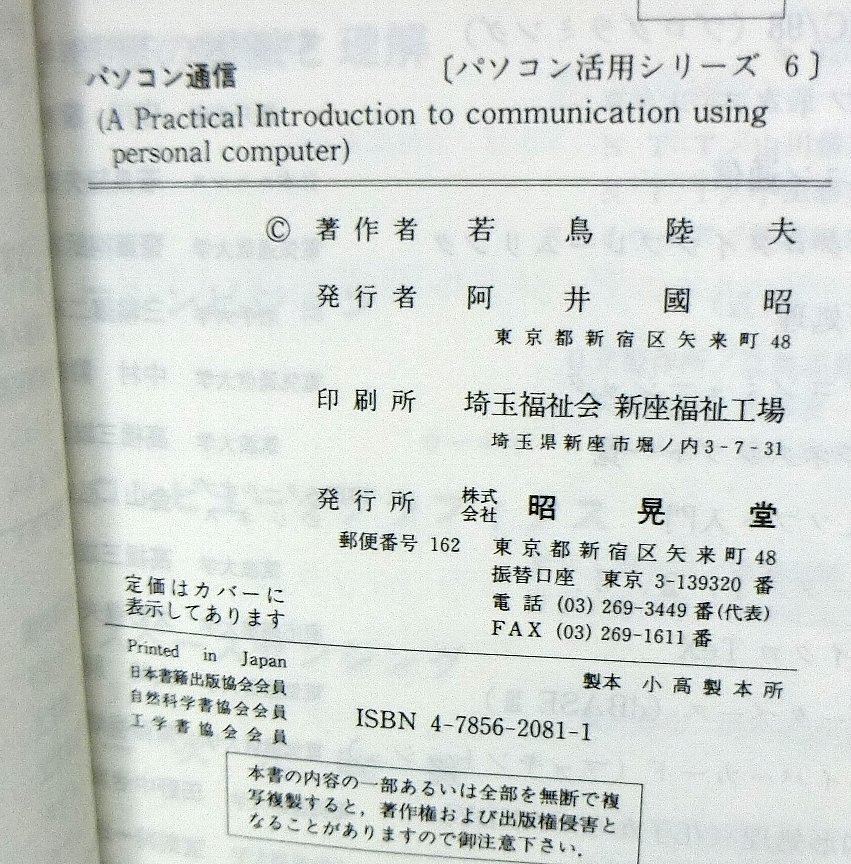 パソコン通信 〔パソコン活用シリーズ 6〕
(A Practical Introduction to communication using
personal computer)
© 著作者 若鳥陸夫
発行者 阿井國昭
東京都新宿区矢来町 48
印刷所 埼玉福祉会 新座福祉工場
埼玉県新座市堀ノ内3-7-31
発行所 株式会社 昭晃堂
郵便番号 162 東京都新宿区矢来町 48
振替口座 東京 3-139320 番
電話 (03) 269-3449 番(代表)
FAX (03) 269-1611 番
定価はカバーに
表示してあります
Printed in Japan
日本書籍出版協会会員
自然科学書協会会員
工学書協会会員
製本 小高製本所
ISBN 4-7856-2081-1
本書の内容の一部あるいは全部を無断で複
写複製すると，著作権および出版権侵害と
なることがありますので御注意下さい．